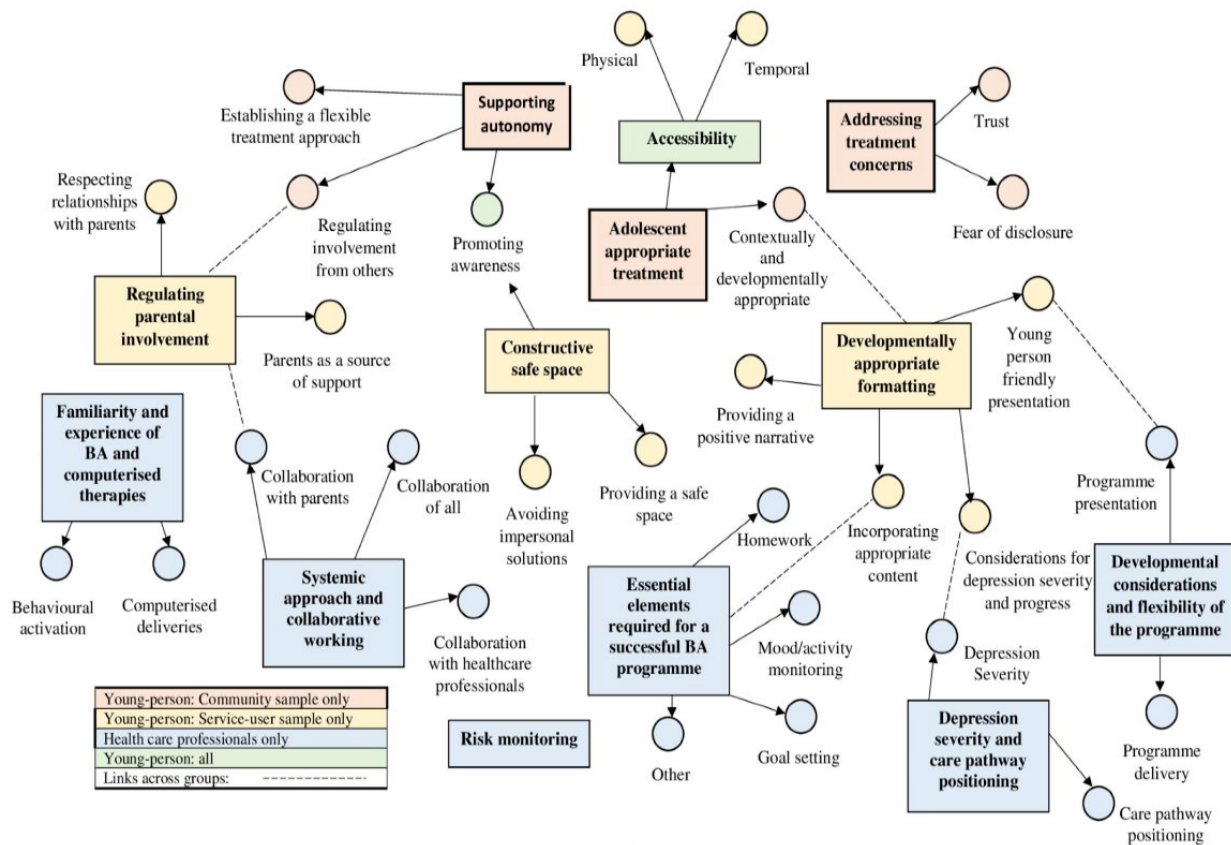 Physical
Temporal
Establishing a flexible
treatment approach
Supporting
autonomy
Accessibility
Addressing
treatment
concerns
Trust
Fear of disclosure
Respecting
relationships
with parents
Regulating
involvement
from others
Promoting
awareness
Adolescent
appropriate
treatment
Contextually and
developmentally
appropriate
Regulating
parental
involvement
Parents as a source
of support
Constructive
safe space
Developmentally
appropriate
formatting
Young
person
friendly
presentation
Providing a
positive narrative
Familiarity and
experience of
BA and
computerised
therapies
Collaboration
with parents
Collaboration
of all
Avoiding
impersonal
solutions
Providing a safe
space
Homework
Incorporating
appropriate
content
Programme
presentation
Considerations for
depression severity
and progress
Behavioural
activation
Computerised
deliveries
Systemic
approach and
collaborative
working
Collaboration
with healthcare
professionals
Essential
elements
required for a
successful BA
programme
Mood/activity
monitoring
Goal setting
Other
Developmental
considerations
and flexibility of
the programme
Depression
Severity
Depression
severity and
care pathway
positioning
Programme
delivery
Care pathway
positioning
Risk monitoring
Young-person: Community sample only
Young-person: Service-user sample only
Health care professionals only
Young-person: all
Links across groups: